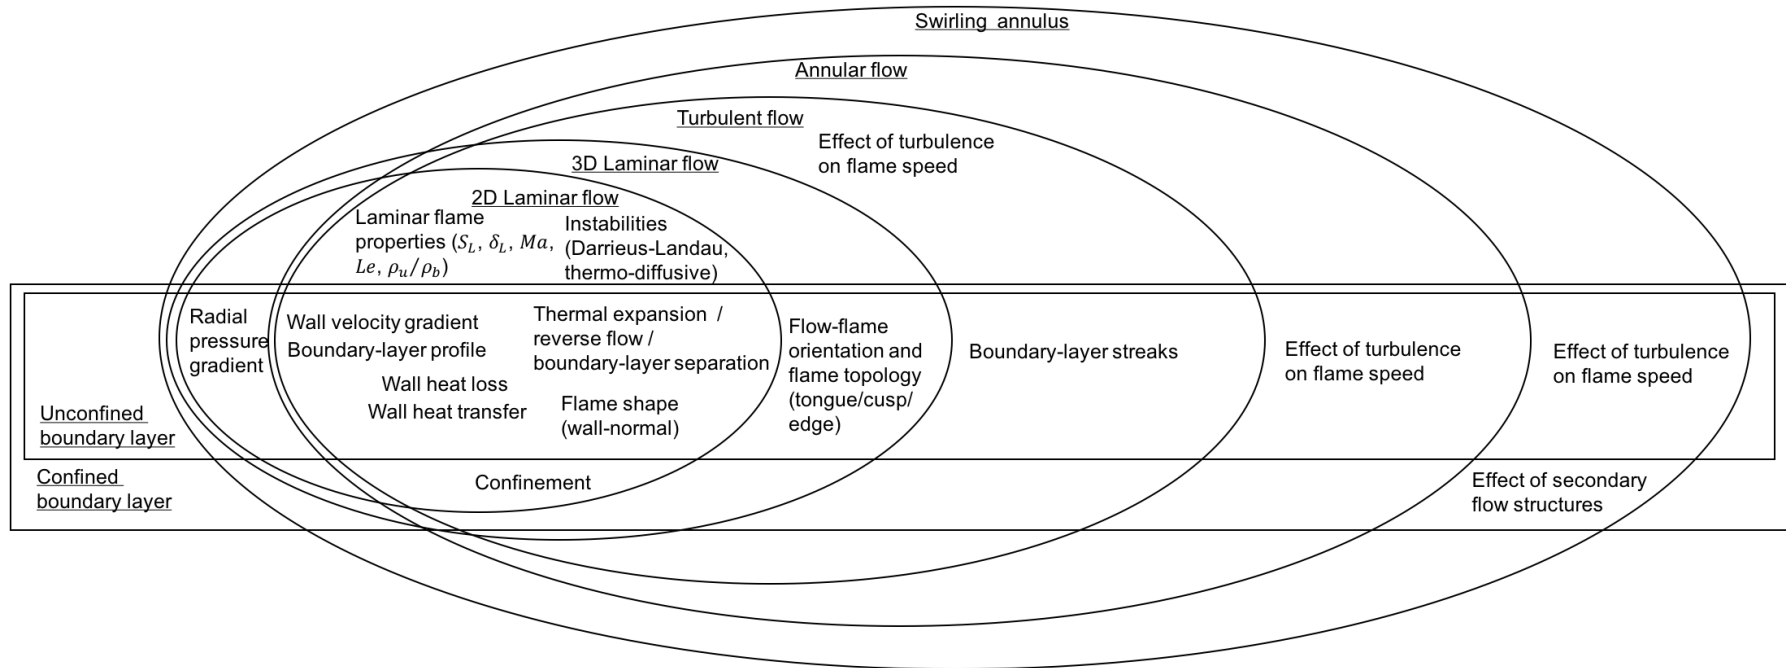 Swirling annulus
Annular flow
Turbulent flow
Effect of turbulence
on flame speed
3D Laminar flow
2D Laminar flow
Laminar flame
properties (𝑆𝐿, 𝛿𝐿, 𝑀𝑎,
𝐿𝑒, 𝜌𝑢/𝜌𝑏)
Instabilities
(Darrieus-Landau,
thermo-diffusive)
Radial
pressure
gradient
Wall velocity gradient
Boundary-layer profile
Wall heat loss
Wall heat transfer
Thermal expansion /
reverse flow /
boundary-layer separation
Flame shape
(wall-normal)
Flow-flame
orientation and
flame topology
(tongue/cusp/
edge)
Boundary-layer streaks
Effect of turbulence
on flame speed
Effect of turbulence
on flame speed
Unconfined
boundary layer
Confined
boundary layer
Confinement
Effect of secondary
flow structures